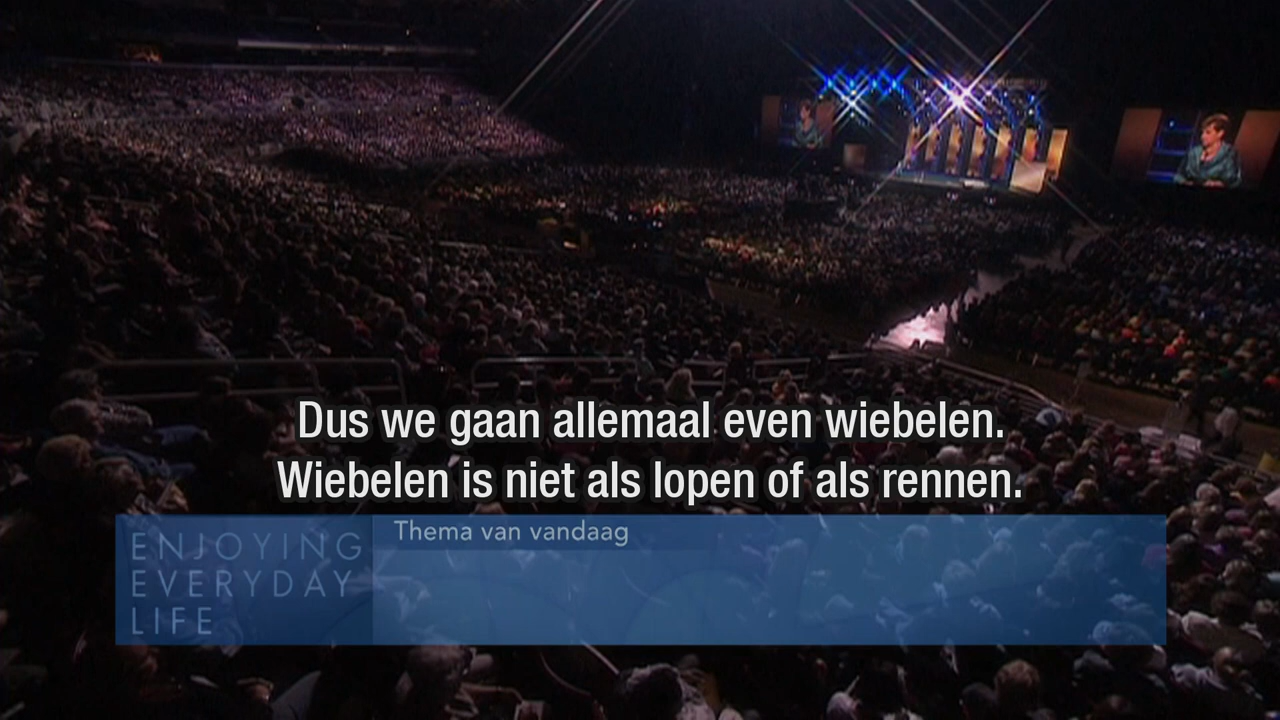 Dus we gaan allemaal even wiebelen.
Wiebelen is niet als lopen of als rennen.
Thema van vandaag
ENJOYING
EVERYDAY
LIFE